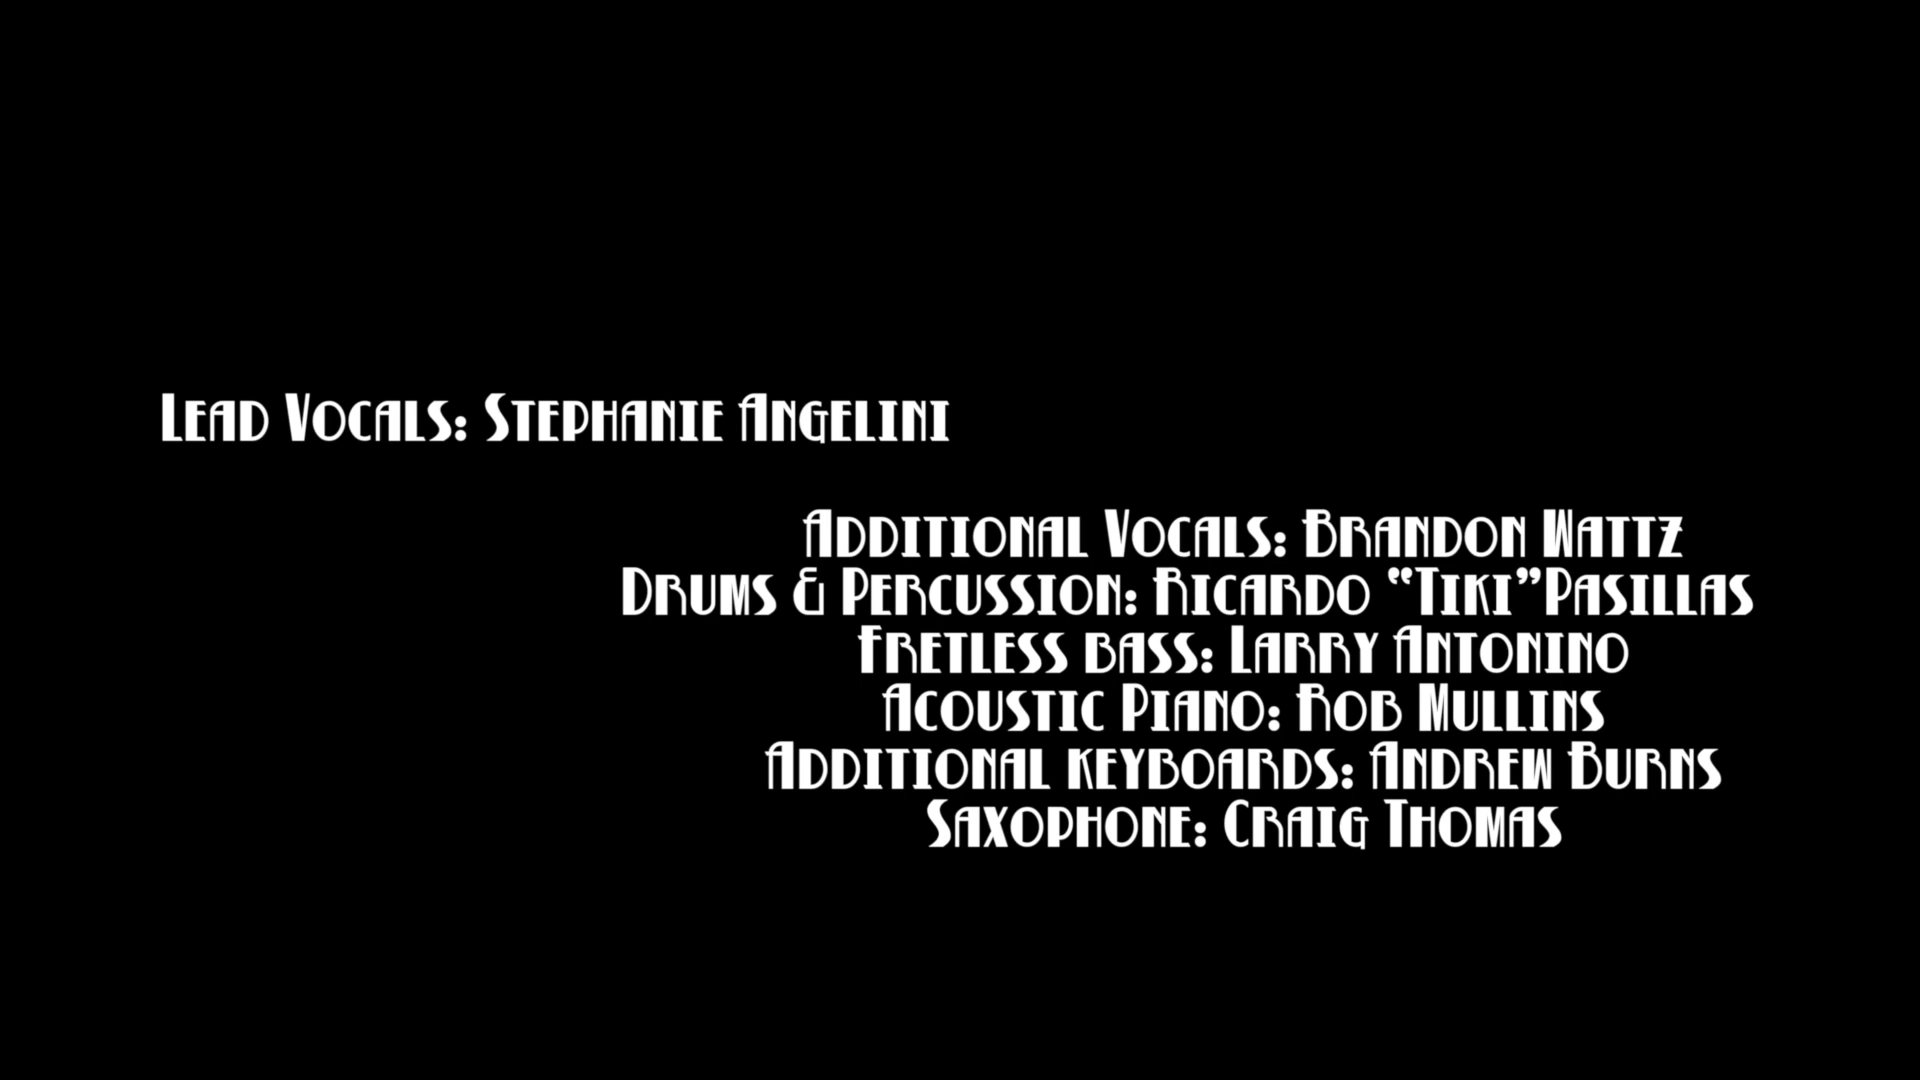 Lead Vocals: Stephanie Angelini
Additional Vocals: Brandon Wattz
Drums & Percussion: Ricardo “Tiki”Pasillas
Fretless bass: Larry Antonino
Acoustic Piano: Rob Mullins
Additional keyboards: Andrew Burns
Saxophone: Craig Thomas